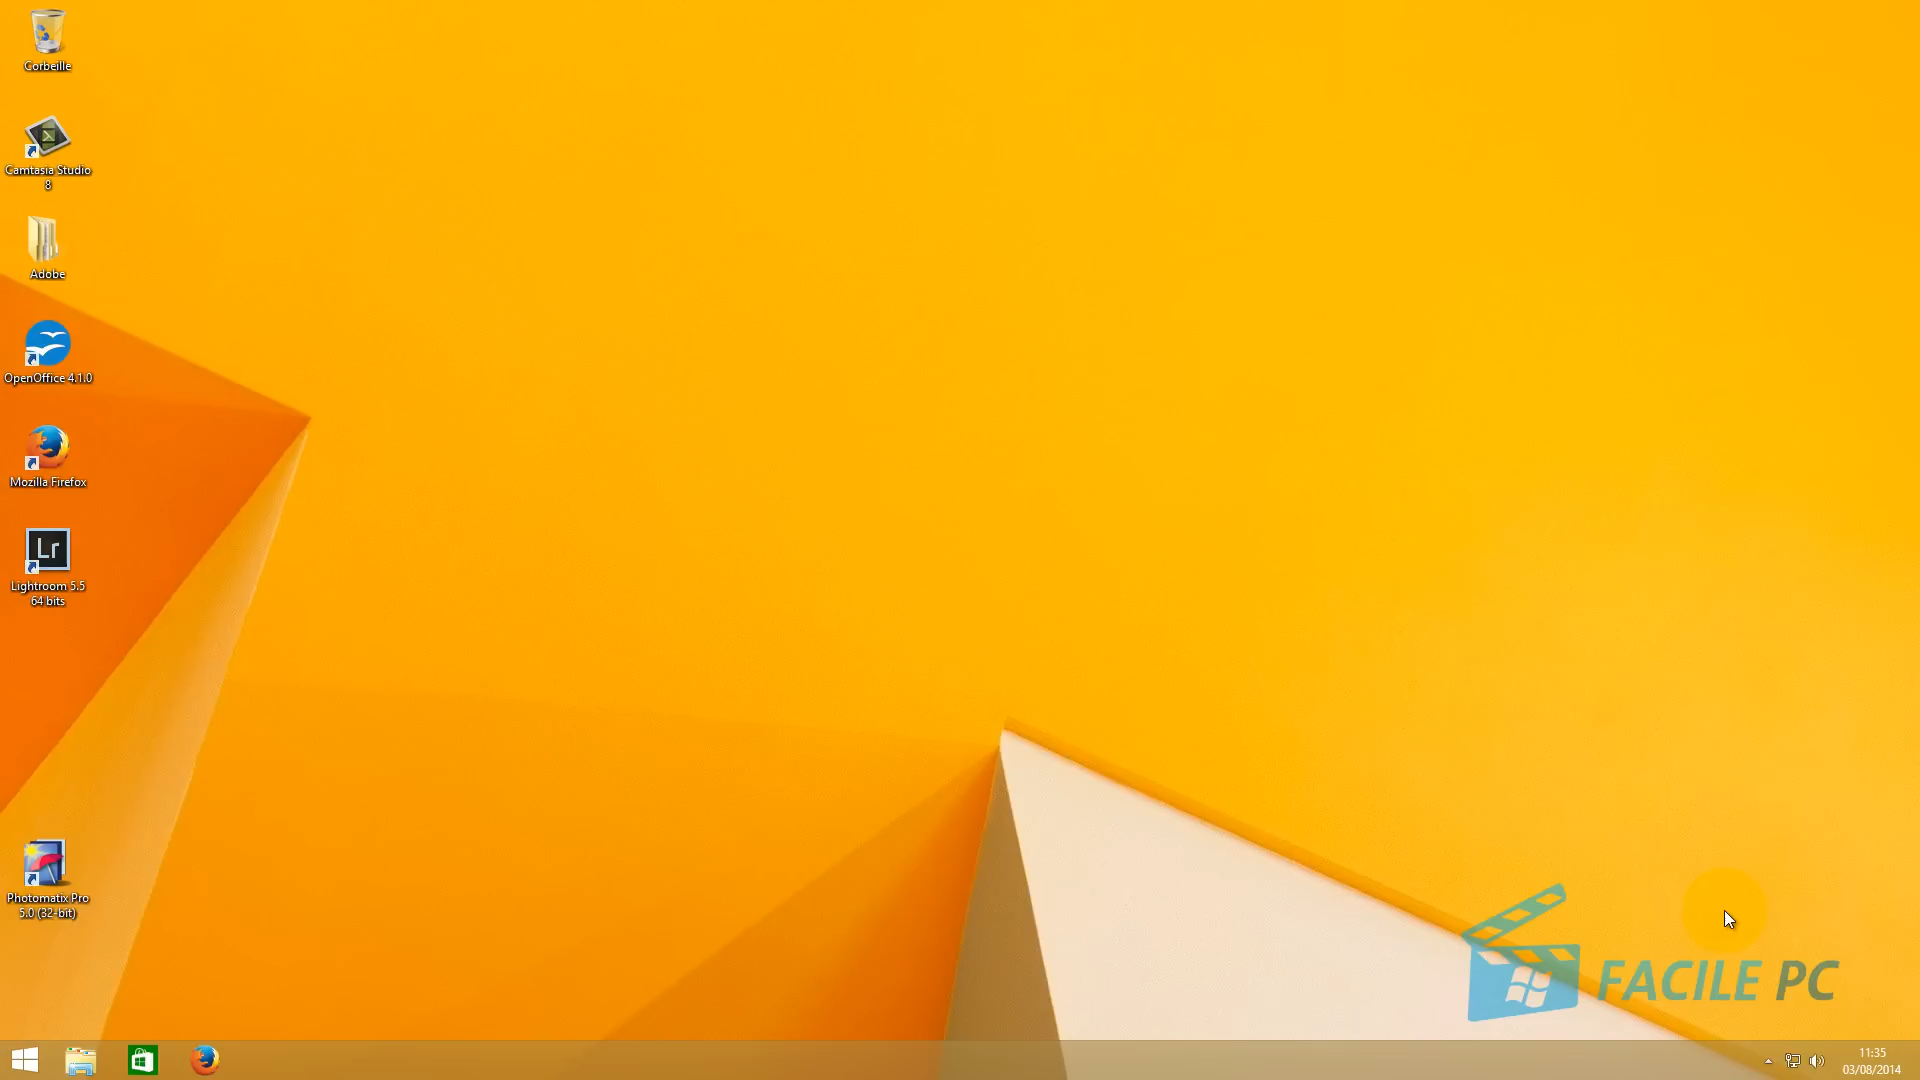 Corbeille
Camtasia Studio
8
Adobe
OpenOffice 4.1.0
Mozilla Firefox
Lr
Lightroom 5.5
64 bits
Photomatix Pro
5.0 (32-bit)
FACILE PC
11:35
03/08/2014